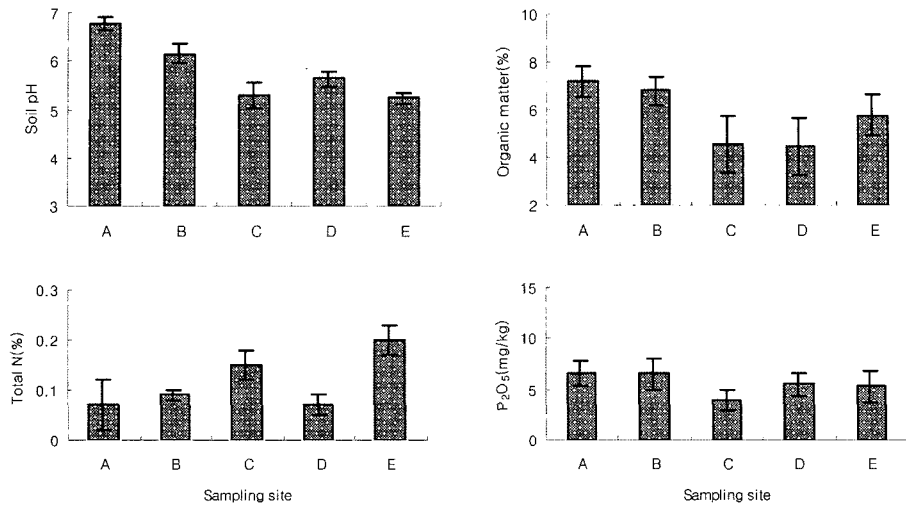 Soil pH
7
6
5
4
3
A B C D E
Organic matter(%)
10
8
6
4
2
A B C D E
Total N(%)
0.3
0.2
0.1
0
A B C D E
Sampling site
P₂O₅(mg/kg)
15
10
5
0
A B C D E
Sampling site